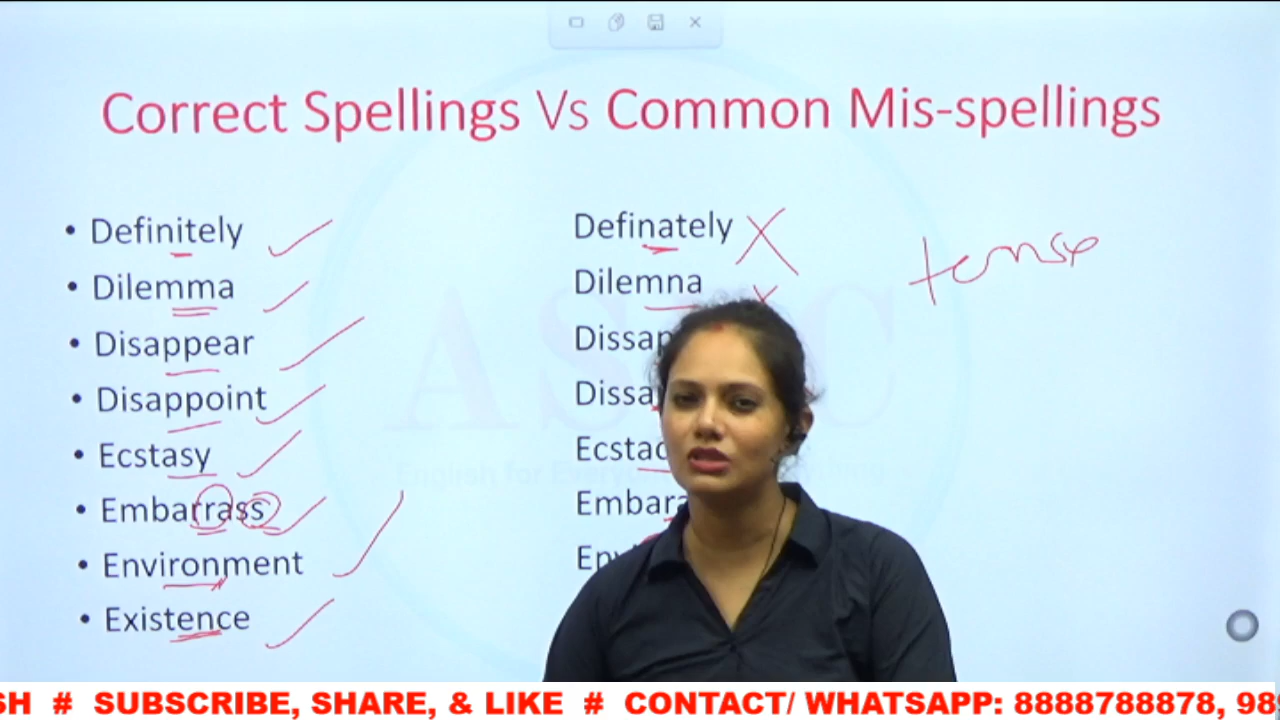 Correct Spellings Vs Common Mis-spellings
• Definitely
• Dilemma
• Disappear
• Disappoint
• Ecstasy
• Embarrass
• Environment
• Existence
Definately
Dilemna
tense
SUBSCRIBE, SHARE, & LIKE # CONTACT/ WHATSAPP: 8888788878, 98